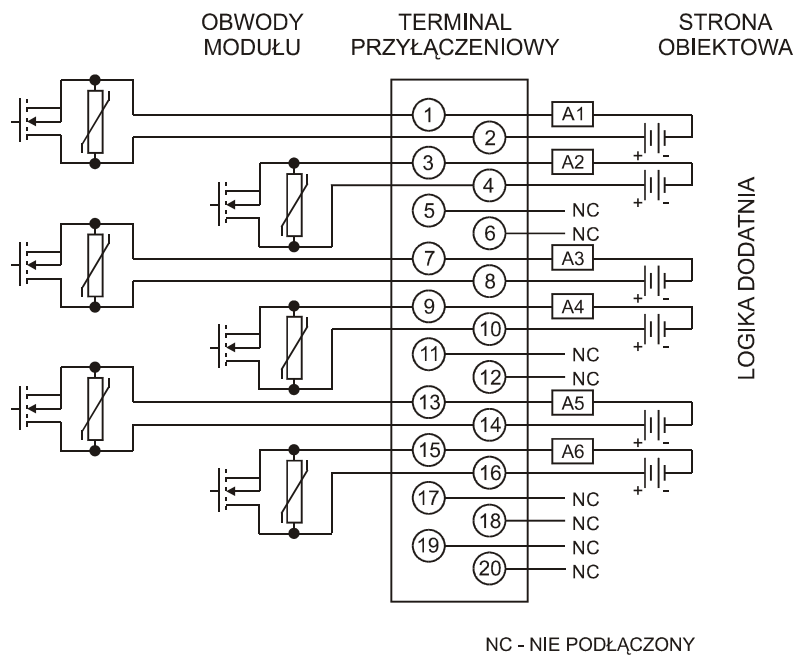 OBWODY
MODUŁU
TERMINAL
PRZYŁĄCZENIOWY
STRONA
OBIEKTOWA
1
A1
2
+ -
3
A2
4
+ -
5
NC
6
NC
7
A3
8
+ -
9
A4
10
+ -
11
NC
12
NC
13
A5
14
+ -
15
A6
16
+ -
17
NC
18
NC
19
NC
20
NC
LOGIKA DODATNIA
NC - NIE PODŁĄCZONY